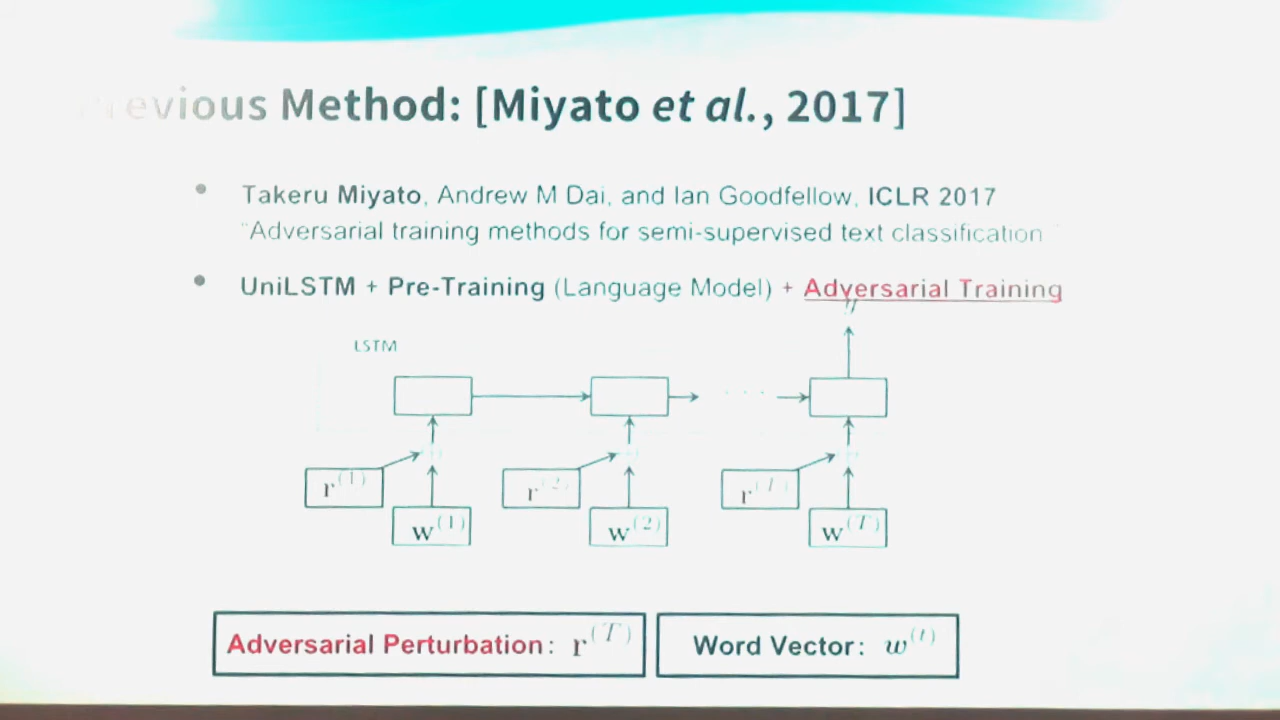 Previous Method: [Miyato et al., 2017]
• Takeru Miyato, Andrew M Dai, and Ian Goodfellow, ICLR 2017
"Adversarial training methods for semi-supervised text classification"
• UniLSTM + Pre-Training (Language Model) + Adversarial Training
y
LSTM
r^(1) r^(2) r^(T)
w^(1) w^(2) w^(T)
Adversarial Perturbation: r^(T) Word Vector: w^(t)